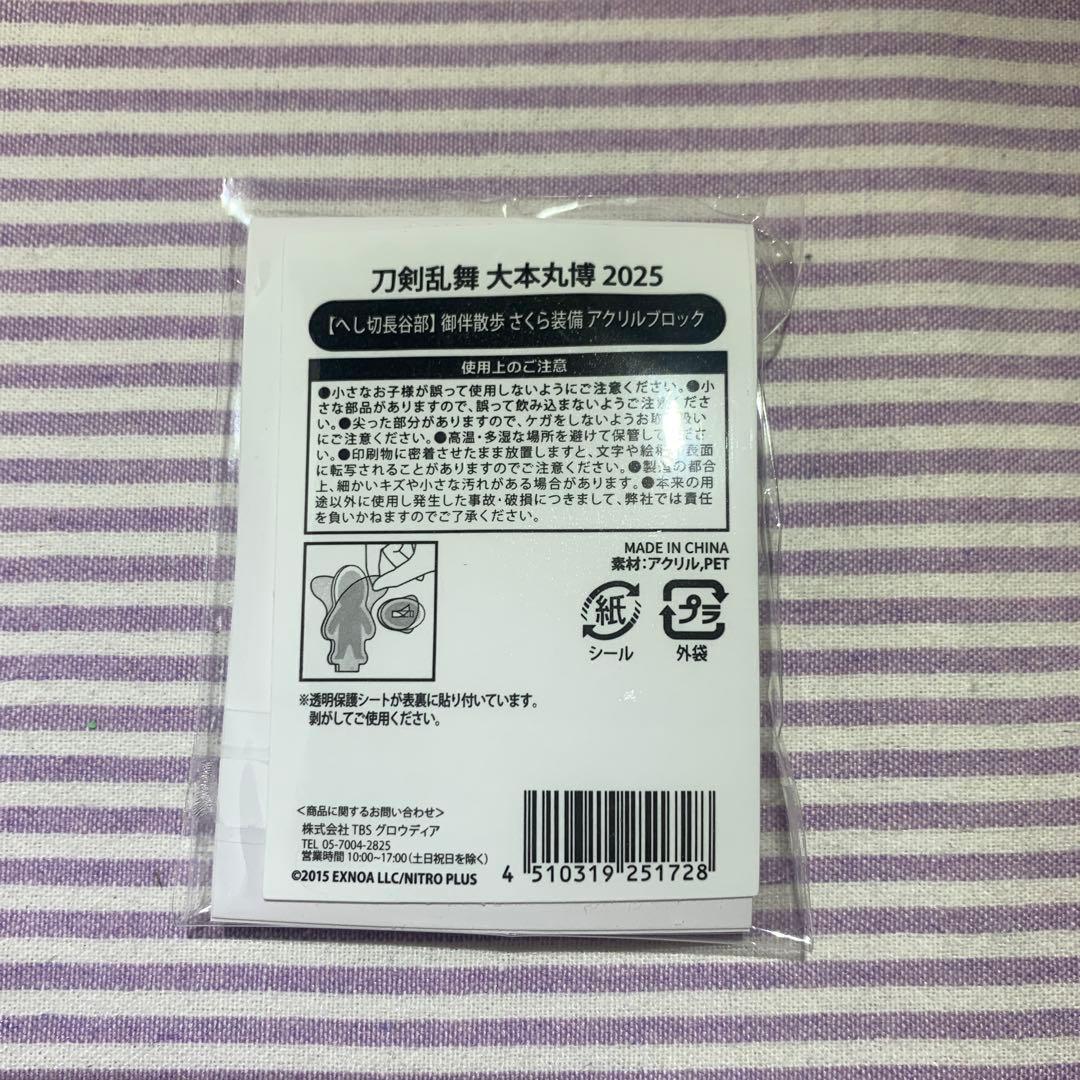 刀剣乱舞 大本丸博 2025
【へし切長谷部】御伴散歩 さくら装備 アクリルブロック
使用上のご注意
●小さなお子様が誤って使用しないようにご注意ください。●小
さな部品がありますので、誤って飲み込まないようご注意くださ
い。●尖った部分がありますので、ケガをしないようお取り扱い
にご注意ください。●高温・多湿な場所を避けて保管してくださ
い。●印刷物に密着させたまま放置しますと、文字や絵柄が表面
に転写されることがありますのでご注意ください。●製造の都合
上、細かいキズや小さな汚れがある場合があります。●本来の用
途以外に使用し発生した事故・破損につきまして、弊社では責任
を負いかねますのでご了承ください。
MADE IN CHINA
素材：アクリル,PET
紙
シール
プラ
外袋
※透明保護シートが表裏に貼り付いています。
剥がしてご使用ください。
＜商品に関するお問い合わせ＞
株式会社 TBS グロウディア
TEL 05-7004-2825
営業時間 10:00~17:00（土日祝日を除く）
©2015 EXNOA LLC/NITRO PLUS
4 510319 251728